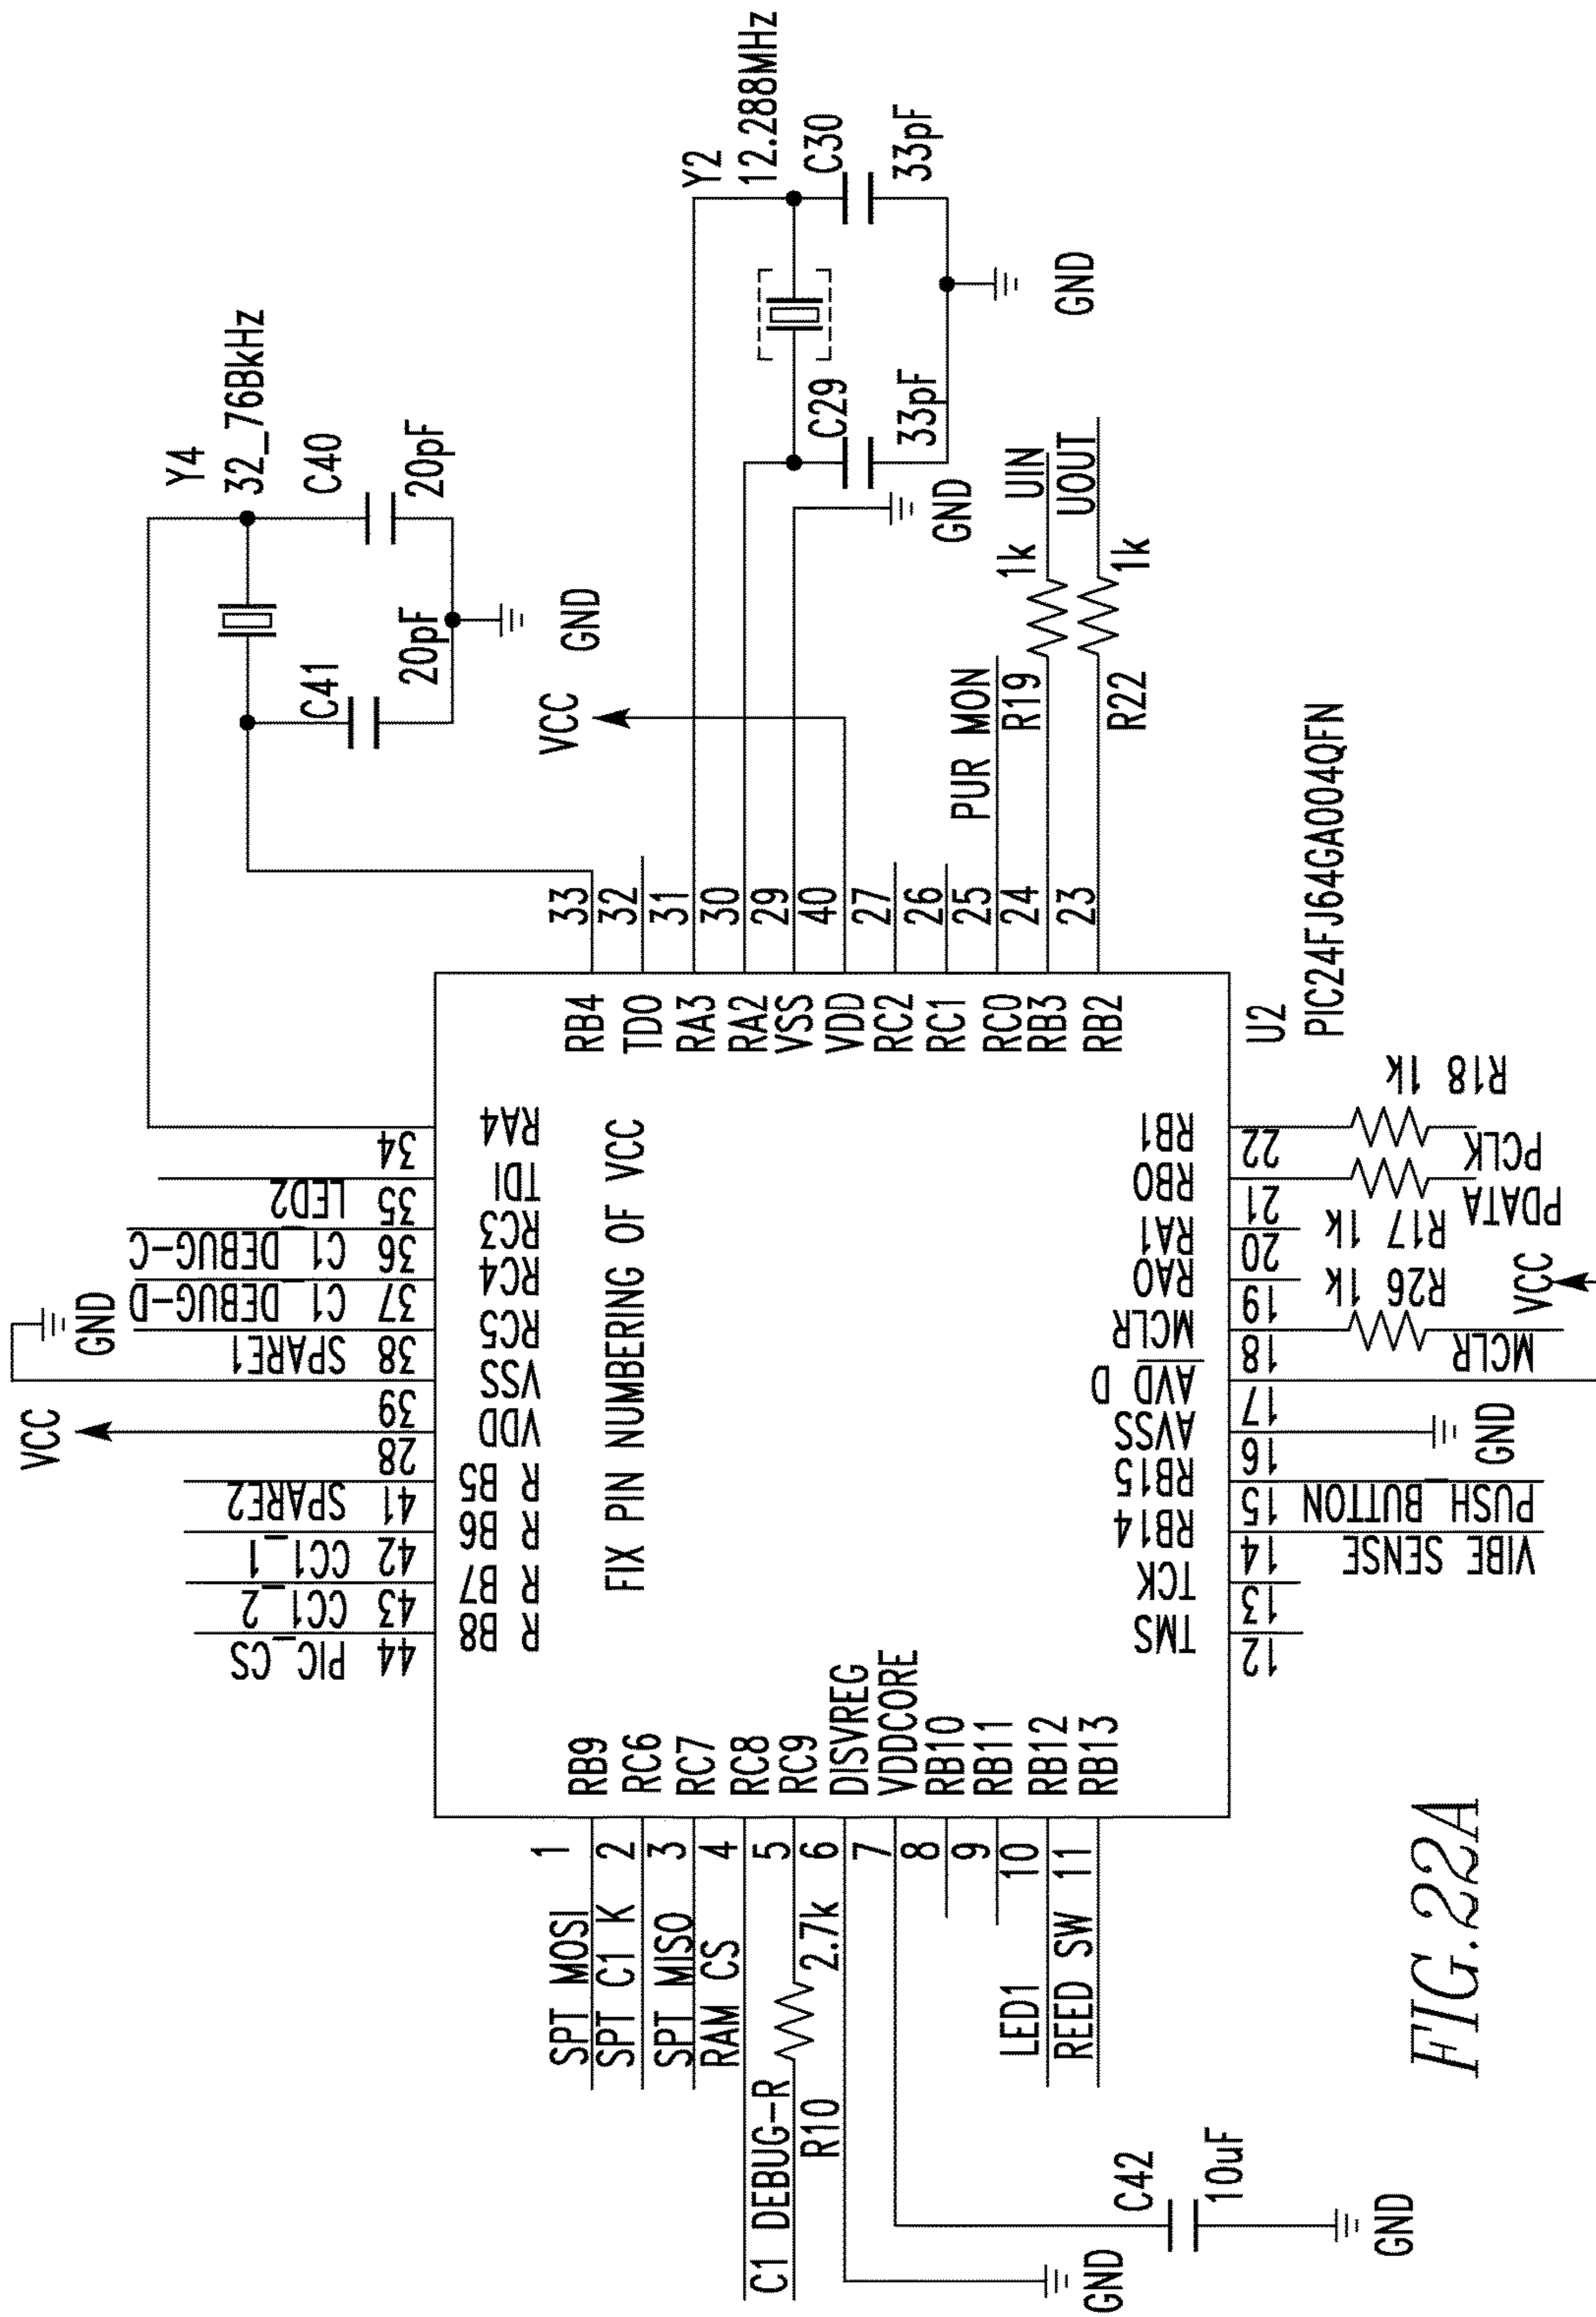 Y4
32_76BkHz
C40
20pF
C41
20pF
GND
Y2
12.288MHz
C30
33pF
C29
33pF
GND
GND
VCC
PUR MON
R19
1k
UIN
UOUT
R22
1k
33
32
31
30
29
40
27
26
25
24
23
RB4
TDO
RA3
RA2
VSS
VDD
RC2
RC1
RC0
RB3
RB2
U2
PIC24FJ64GA004QFN
FIX PIN NUMBERING OF VCC
34
LED2 35
C1_DEBUG-C 36
C1_DEBUG-D 37
SPARE1 38
GND
39
VCC
28
SPARE2 41
CC1_1 42
CC1_2 43
PIC_CS 44
RA4
TDI
RC3
RC4
RC5
VSS
VDD
R B5
R B6
R B7
R B8
RB1
RB0
RA1
RA0
MCLR
AVD D
AVSS
RB15
RB14
TCK
TMS
22
21
20
19
18
17
16
15
14
13
12
R18 1k
PCLK
PDATA
R17 1k
R26 1k
VCC
MCLR
GND
PUSH_BUTTON
VIBE SENSE
RB9
RC6
RC7
RC8
RC9
DISVREG
VDDCORE
RB10
RB11
RB12
RB13
SPT MOSI 1
SPT C1 K 2
SPT MISO 3
RAM CS 4
5
6
7
8
9
LED1 10
REED SW 11
C1 DEBUG-R
R10
2.7k
C42
10uF
GND
GND
FIG.22A